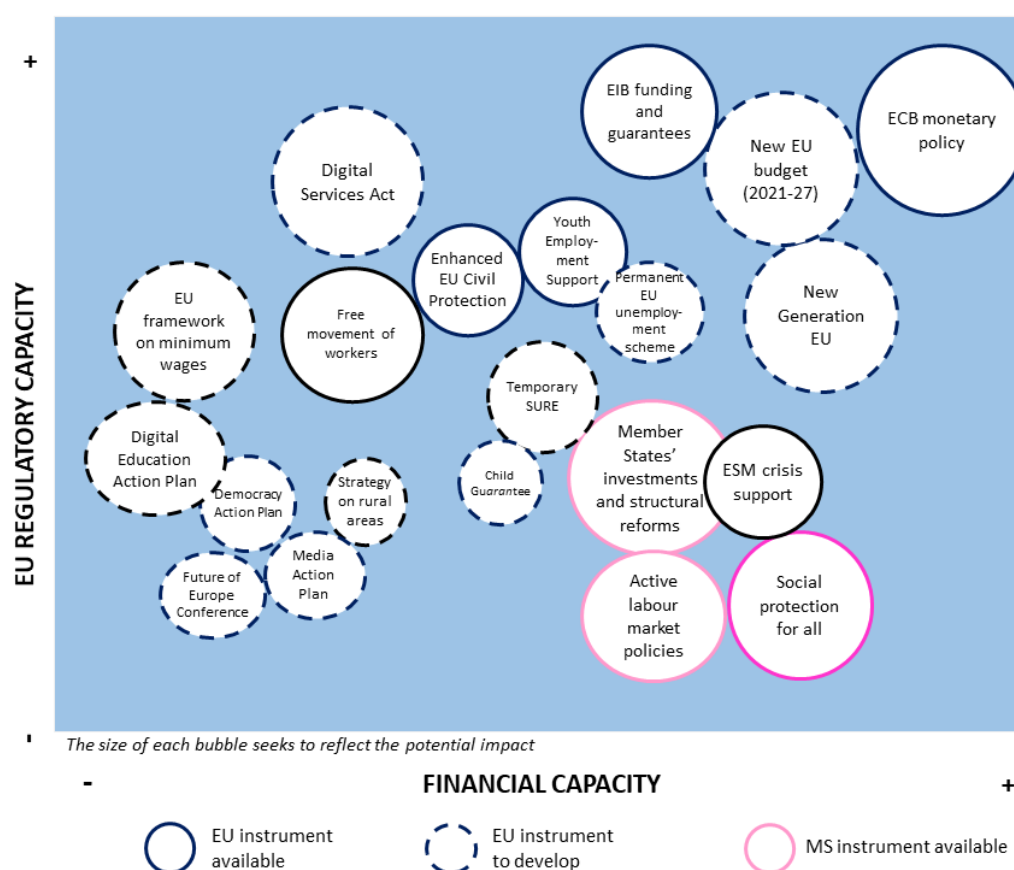 +
EU REGULATORY CAPACITY
EIB funding
and
guarantees
New EU
budget
(2021-27)
ECB monetary
policy
Digital
Services Act
Youth
Employ-
ment
Support
Enhanced
EU Civil
Protection
Permanent
EU
unemploy-
ment
scheme
New
Generation
EU
EU
framework
on minimum
wages
Free
movement of
workers
Temporary
SURE
Digital
Education
Action Plan
Democracy
Action Plan
Strategy
on rural
areas
Child
Guarantee
Member
States’
investments
and structural
reforms
ESM crisis
support
Future of
Europe
Conference
Media
Action
Plan
Active
labour
market
policies
Social
protection
for all
-
The size of each bubble seeks to reflect the potential impact
-
FINANCIAL CAPACITY
+
EU instrument
available
EU instrument
to develop
MS instrument available